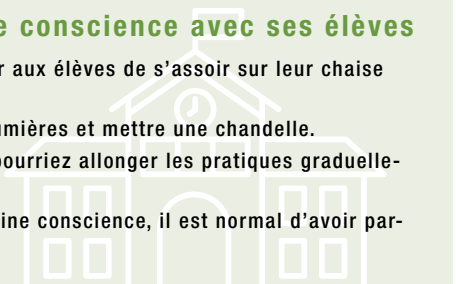 e conscience avec ses élèves
r aux élèves de s’assoir sur leur chaise
umières et mettre une chandelle.
pourriez allonger les pratiques graduelle-
ine conscience, il est normal d’avoir par-